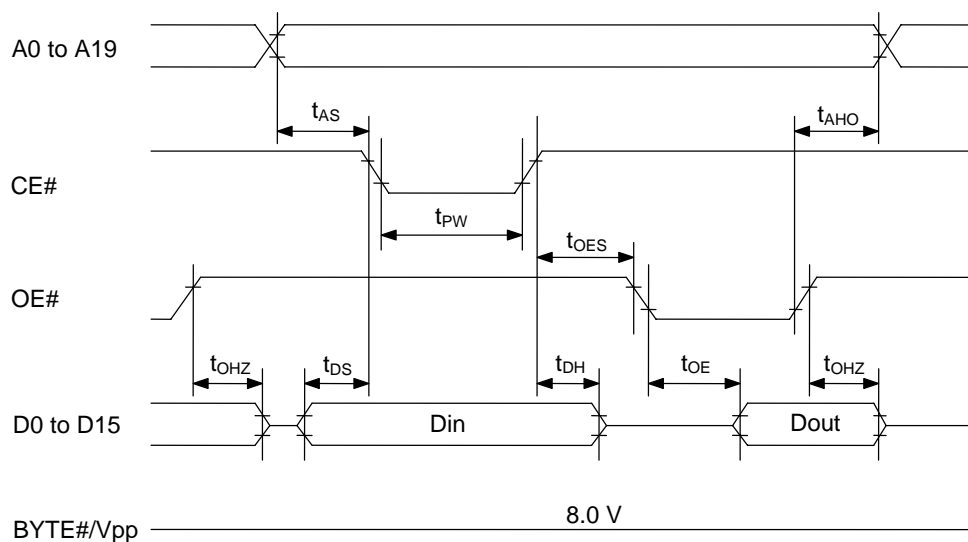 A0 to A19
tAS
tAHO
CE#
tPW
tOES
OE#
tOHZ
tDS
tDH
tOE
tOHZ
D0 to D15
Din
Dout
8.0 V
BYTE#/Vpp